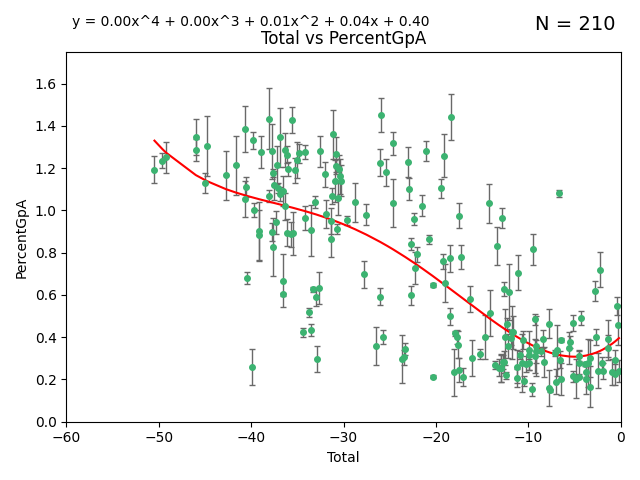 y = 0.00x^4 + 0.00x^3 + 0.01x^2 + 0.04x + 0.40
N = 210
Total vs PercentGpA
1.6
1.4
1.2
1.0
0.8
0.6
0.4
0.2
0.0
PercentGpA
−60 −50 −40 −30 −20 −10 0
Total